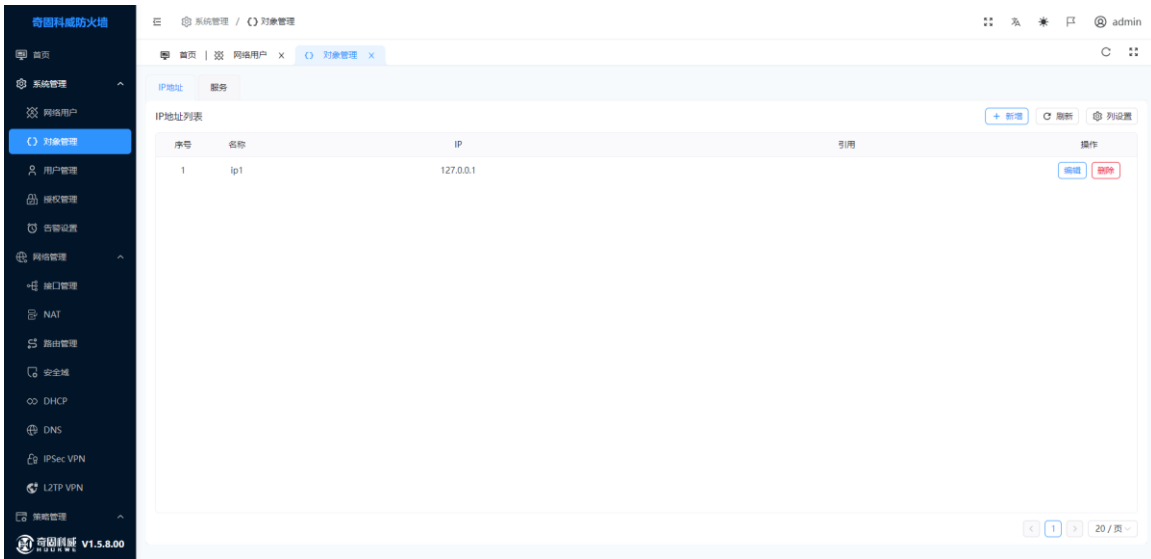 奇固科威防火墙
系统管理 / 对象管理
admin
首页
首页 | 网络用户 X 对象管理 X
系统管理
IP地址 服务
网络用户
IP地址列表
+ 新增 刷新 列设置
对象管理
序号 名称 IP 引用 操作
用户管理
1 ip1 127.0.0.1 编辑 删除
授权管理
告警设置
网络管理
接口管理
NAT
路由管理
安全域
DHCP
DNS
IPSec VPN
L2TP VPN
策略管理
< 1 > 20 / 页
奇固科威 V1.5.8.00